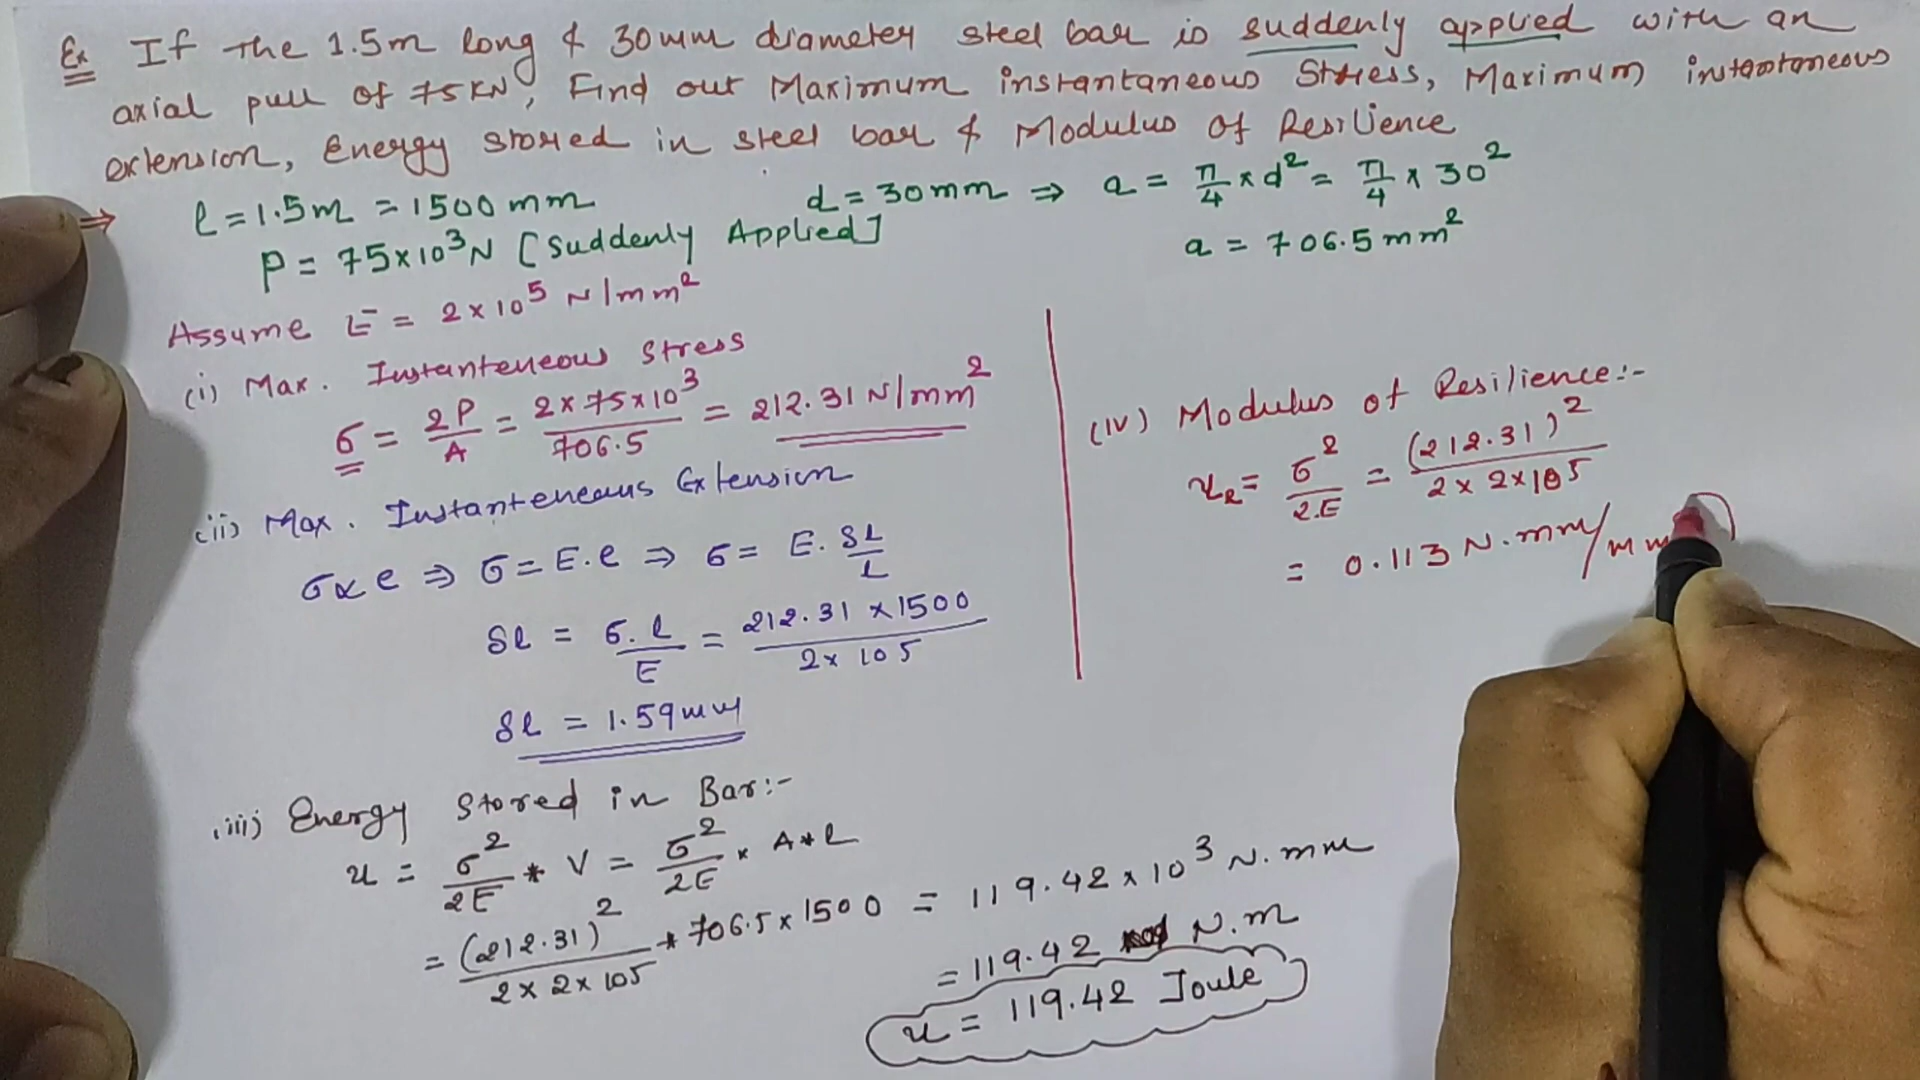 Ex If the 1.5m long & 30mm diameter steel bar is suddenly applied with an
axial pull of 75KN, Find out Maximum instantaneous Stress, Maximum instantaneous
extension, Energy stored in steel bar & Modulus of Resilience
⇒ l = 1.5m = 1500 mm
d = 30mm ⇒ a = π/4 × d² = π/4 × 30²
P = 75×10³N [Suddenly Applied]
a = 706.5 mm²
Assume E = 2×10⁵ N/mm²
(i) Max. Instanteneous Stress
σ = 2P/A = 2×75×10³/706.5 = 212.31 N/mm²
(ii) Max. Instanteneous Extension
σ∝e ⇒ σ=E.e ⇒ σ = E.δL/L
δl = σ.l/E = 212.31×1500/2×10⁵
δl = 1.59mm
(iii) Energy Stored in Bar:-
u = σ²/2E * V = σ²/2E × A*l
= (212.31)²/2×2×10⁵ * 706.5×1500 = 119.42×10³ N.mm
= 119.42 N.m
u = 119.42 Joule
(iv) Modulus of Resilience:-
uR = σ²/2.E = (212.31)²/2×2×10⁵
= 0.113 N.mm/mm